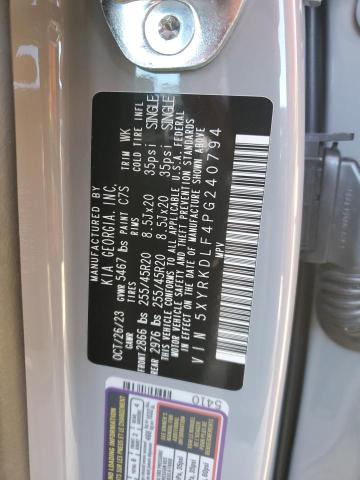 MANUFACTURED BY
KIA GEORGIA, INC.
OCT/26/23 GVWR 5467 lbs PAINT C7S TRIM WK
GAWR RIMS COLD TIRE INFL
FRONT 2866 lbs 255/45R20 8.5Jx20 35psi SINGLE
REAR 2976 lbs 255/45R20 8.5Jx20 35psi SINGLE
THIS VEHICLE CONFORMS TO ALL APPLICABLE U.S.A. FEDERAL
MOTOR VEHICLE SAFETY AND THEFT PREVENTION STANDARDS
IN EFFECT ON THE DATE OF MANUFACTURE SHOWN ABOVE
V I N 5XYRKDLF4PG240794
MPV
5410